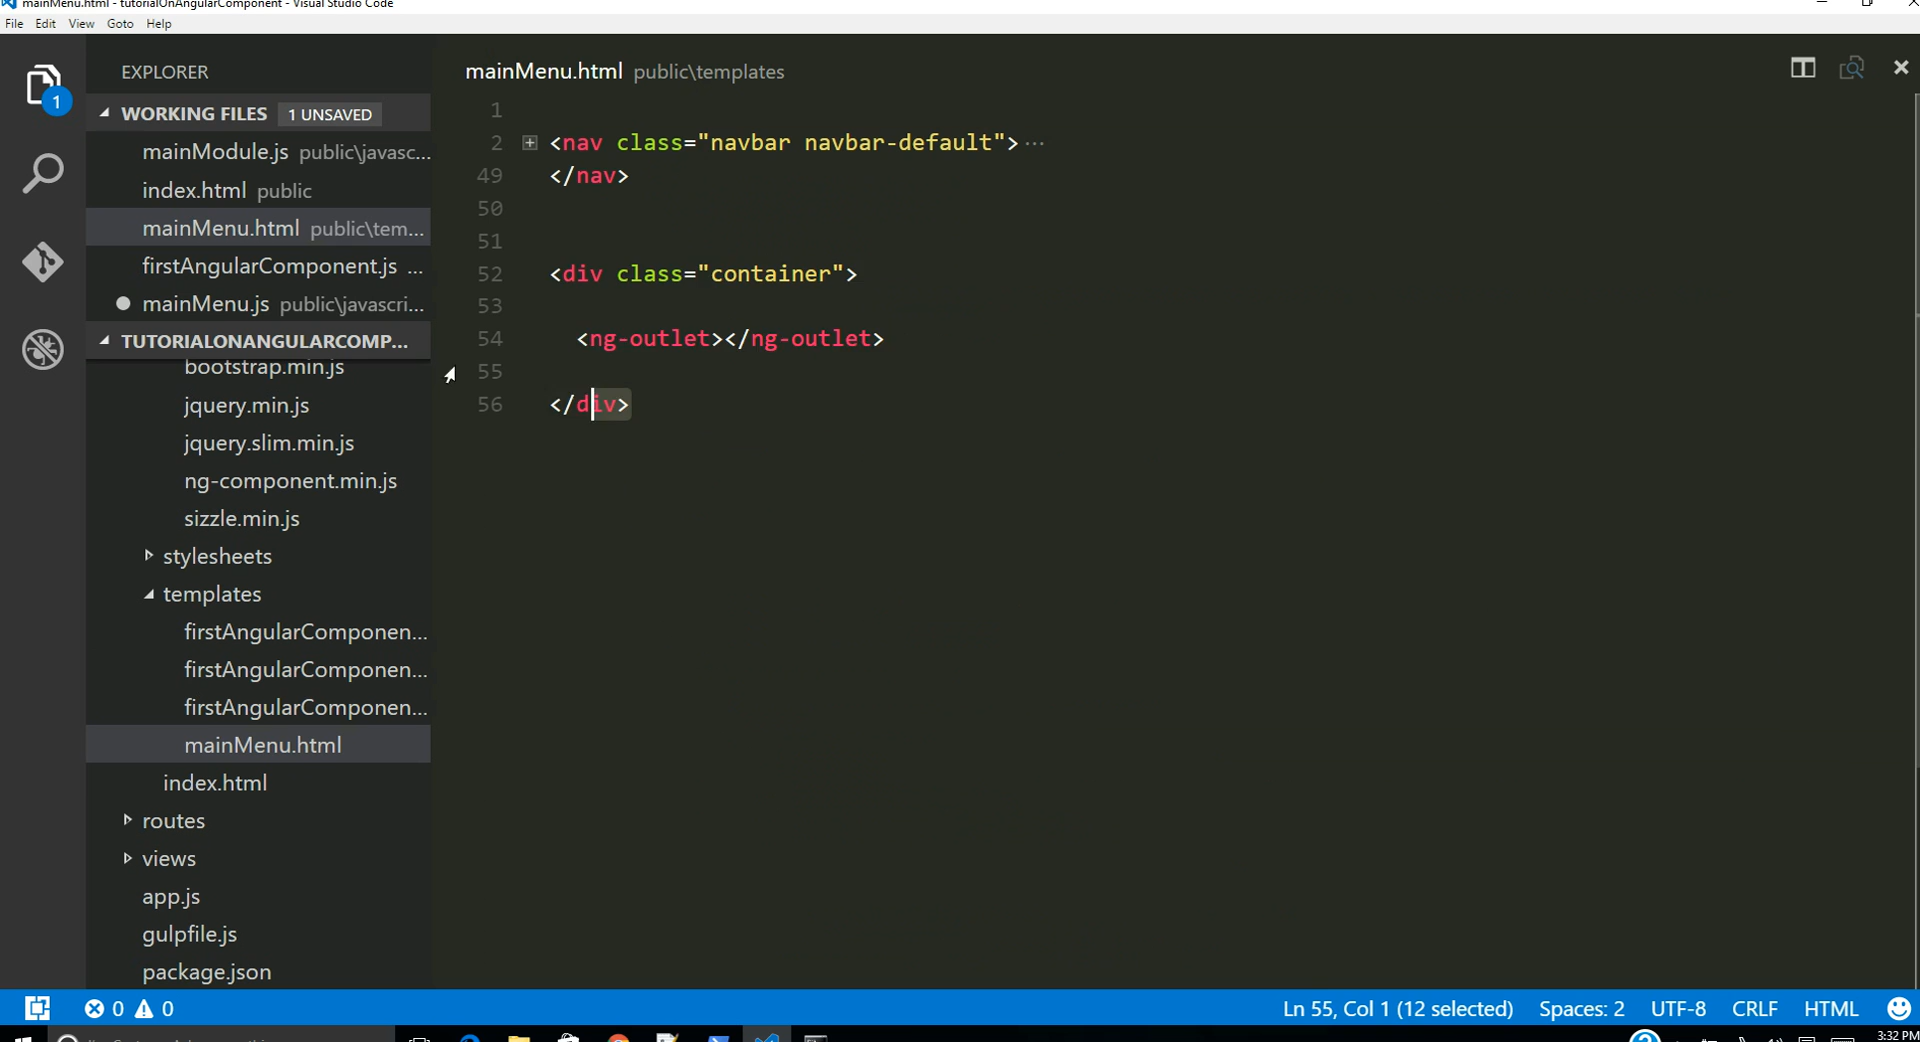 mainMenu.html - tutorialOnAngularComponent - Visual Studio Code
File Edit View Goto Help
EXPLORER
WORKING FILES 1 UNSAVED
mainModule.js public\javasc...
index.html public
mainMenu.html public\tem...
firstAngularComponent.js ...
mainMenu.js public\javascri...
TUTORIALONANGULARCOMP...
bootstrap.min.js
jquery.min.js
jquery.slim.min.js
ng-component.min.js
sizzle.min.js
stylesheets
templates
firstAngularComponen...
firstAngularComponen...
firstAngularComponen...
mainMenu.html
index.html
routes
views
app.js
gulpfile.js
package.json
1
mainMenu.html public\templates
1
2 <nav class="navbar navbar-default"> ...
49 </nav>
50
51
52 <div class="container">
53
54 <ng-outlet></ng-outlet>
55
56 </div>
0 0
Ln 55, Col 1 (12 selected) Spaces: 2 UTF-8 CRLF HTML
3:32 PM